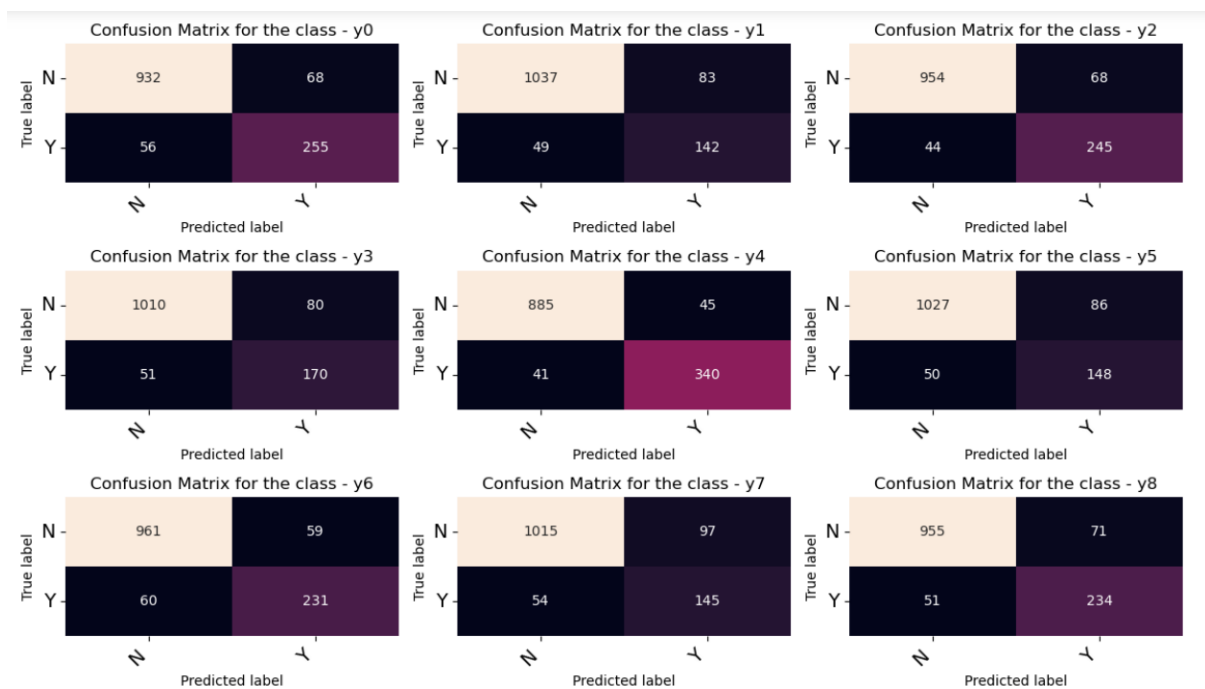 Confusion Matrix for the class - y0
True label
N
932
68
Y
56
255
N
Y
Predicted label
Confusion Matrix for the class - y1
True label
N
1037
83
Y
49
142
N
Y
Predicted label
Confusion Matrix for the class - y2
True label
N
954
68
Y
44
245
N
Y
Predicted label
Confusion Matrix for the class - y3
True label
N
1010
80
Y
51
170
N
Y
Predicted label
Confusion Matrix for the class - y4
True label
N
885
45
Y
41
340
N
Y
Predicted label
Confusion Matrix for the class - y5
True label
N
1027
86
Y
50
148
N
Y
Predicted label
Confusion Matrix for the class - y6
True label
N
961
59
Y
60
231
N
Y
Predicted label
Confusion Matrix for the class - y7
True label
N
1015
97
Y
54
145
N
Y
Predicted label
Confusion Matrix for the class - y8
True label
N
955
71
Y
51
234
N
Y
Predicted label